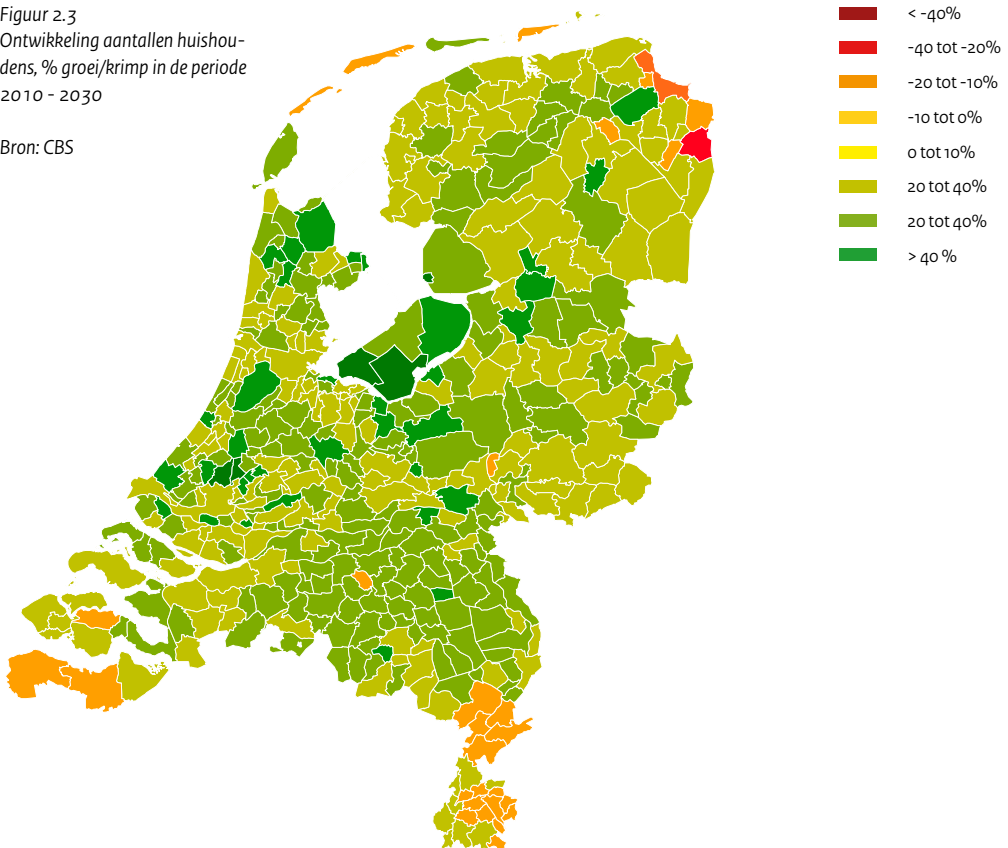 Figuur 2.3
Ontwikkeling aantallen huishou-
dens, % groei/krimp in de periode
2010 - 2030
Bron: CBS
< -40%
-40 tot -20%
-20 tot -10%
-10 tot 0%
0 tot 10%
20 tot 40%
20 tot 40%
> 40 %